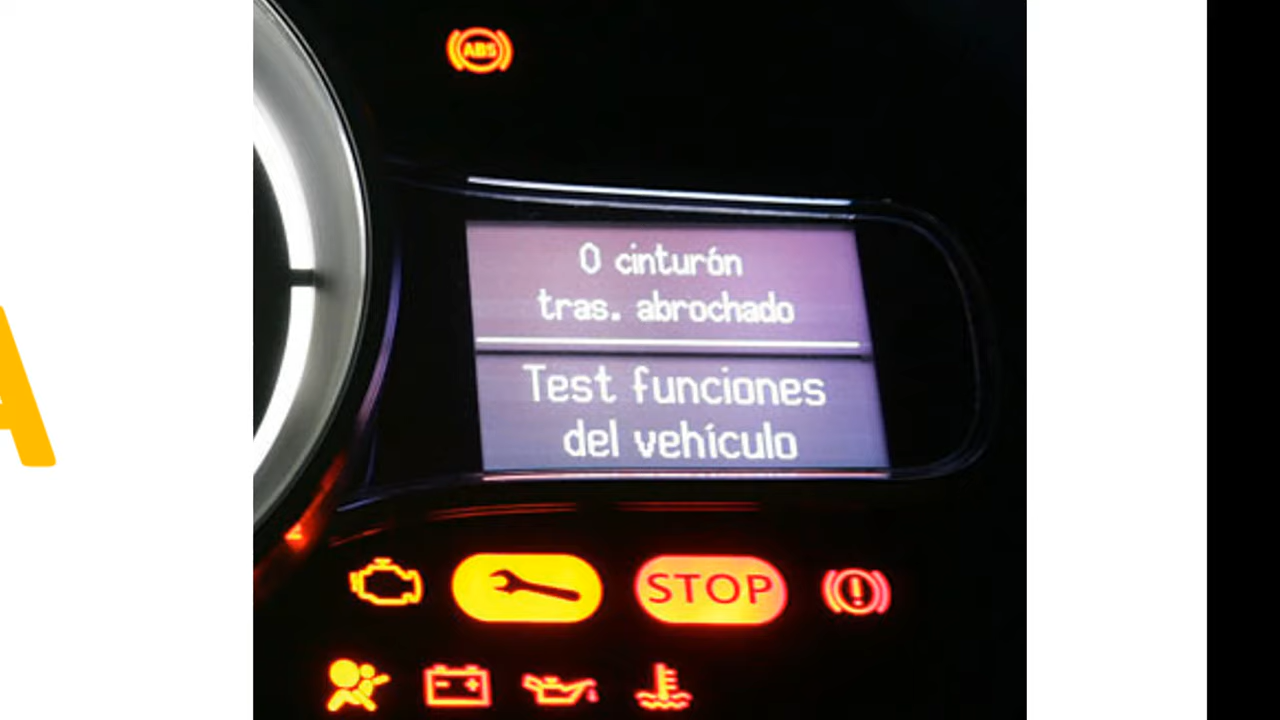 A
ABS
0 cinturón
tras. abrochado
Test funciones
del vehículo
STOP